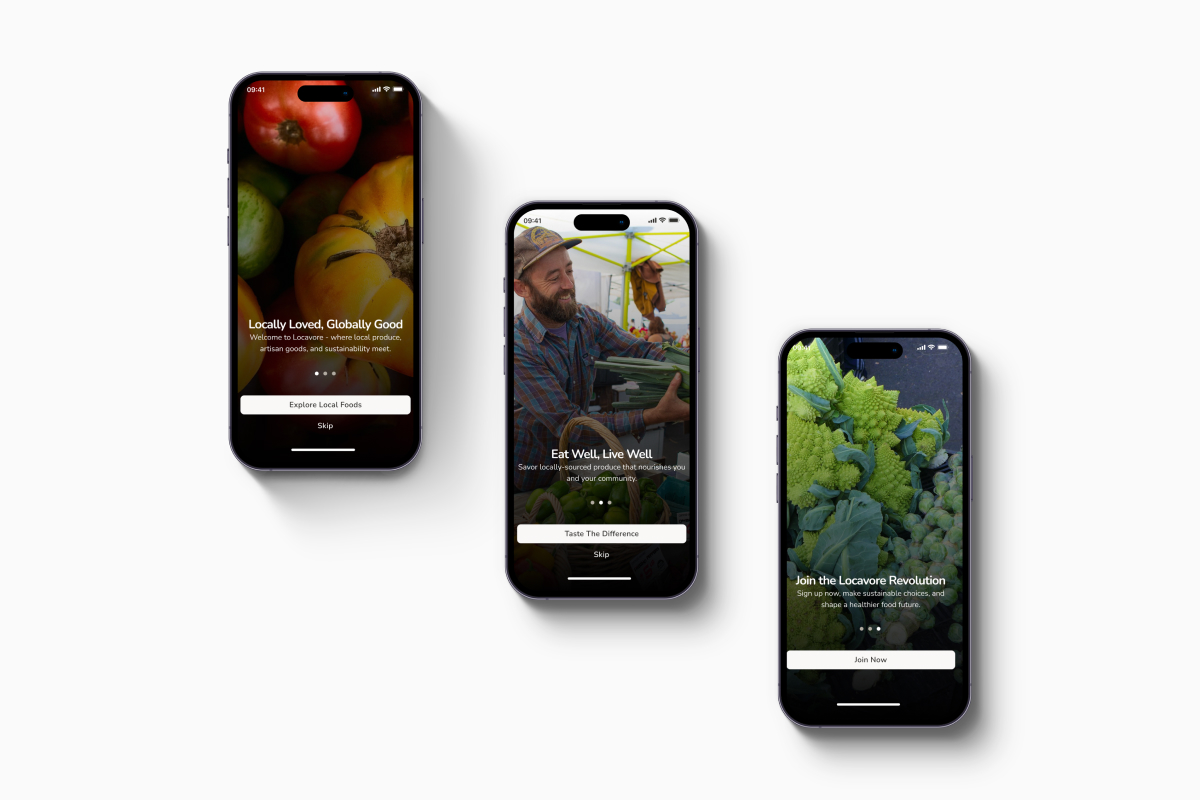 09:41
Locally Loved, Globally Good
Welcome to Locavore - where local produce,
artisan goods, and sustainability meet.
Explore Local Foods
Skip
09:41
Eat Well, Live Well
Savor locally-sourced produce that nourishes you
and your community.
Taste The Difference
Skip
Join the Locavore Revolution
Sign up now, make sustainable choices, and
shape a healthier food future.
Join Now